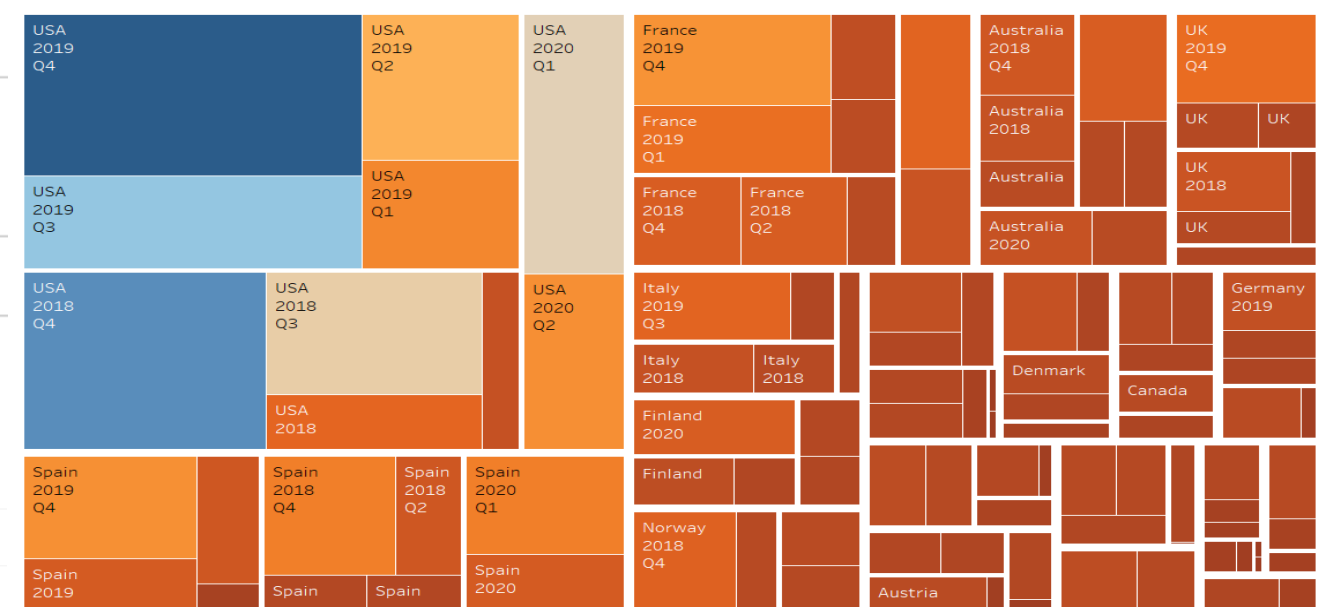 USA
2019
Q4
USA
2019
Q2
USA
2020
Q1
USA
2019
Q3
USA
2019
Q1
USA
2018
Q4
USA
2018
Q3
USA
2018
USA
2020
Q2
Spain
2019
Q4
Spain
2019
Spain
2018
Q4
Spain
2018
Q2
Spain
Spain
Spain
2020
Q1
Spain
2020
France
2019
Q4
France
2019
Q1
France
2018
Q4
France
2018
Q2
Australia
2018
Q4
Australia
2018
Australia
Australia
2020
UK
2019
Q4
UK
UK
UK
2018
UK
Italy
2019
Q3
Italy
2018
Italy
2018
Finland
2020
Finland
Norway
2018
Q4
Denmark
Canada
Germany
2019
Austria